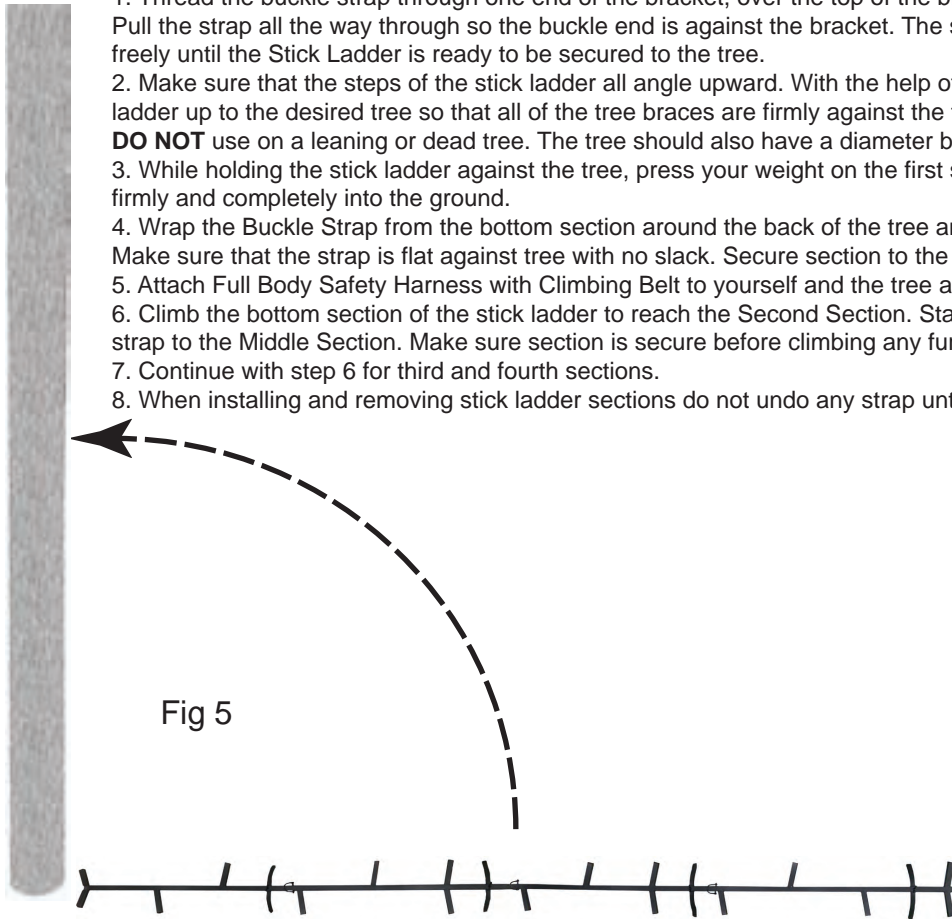 1. Thread the buckle strap through one end of the bracket, over the top of the
Pull the strap all the way through so the buckle end is against the bracket. The
freely until the Stick Ladder is ready to be secured to the tree.
2. Make sure that the steps of the stick ladder all angle upward. With the help
ladder up to the desired tree so that all of the tree braces are firmly against the
DO NOT use on a leaning or dead tree. The tree should also have a diameter
3. While holding the stick ladder against the tree, press your weight on the first
firmly and completely into the ground.
4. Wrap the Buckle Strap from the bottom section around the back of the tree
Make sure that the strap is flat against tree with no slack. Secure section to the
5. Attach Full Body Safety Harness with Climbing Belt to yourself and the tree
6. Climb the bottom section of the stick ladder to reach the Second Section.
strap to the Middle Section. Make sure section is secure before climbing any
7. Continue with step 6 for third and fourth sections.
8. When installing and removing stick ladder sections do not undo any strap
Fig 5